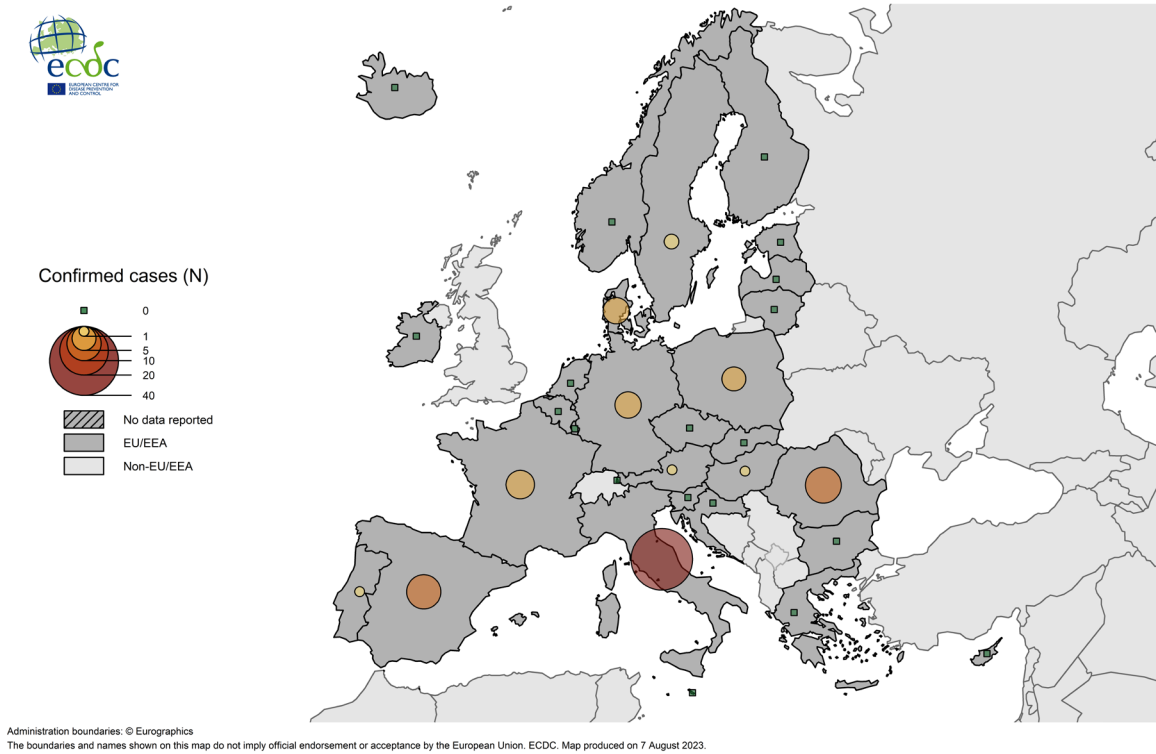 ecdc
EUROPEAN CENTRE FOR
DISEASE PREVENTION
AND CONTROL
Confirmed cases (N)
0
1
5
10
20
40
No data reported
EU/EEA
Non-EU/EEA
Administration boundaries: © Eurographics
The boundaries and names shown on this map do not imply official endorsement or acceptance by the European Union. ECDC. Map produced on 7 August 2023.